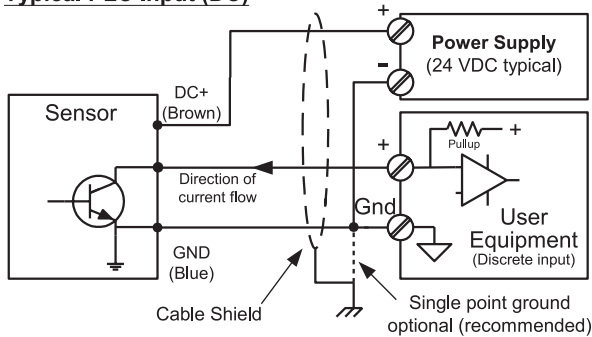 Typical PLC Input (DC)
+
Power Supply
(24 VDC typical)
-
Sensor
DC+
(Brown)
+
+
Pullup
Direction of
current flow
Gnd
User
Equipment
(Discrete input)
GND
(Blue)
Cable Shield
Single point ground
optional (recommended)